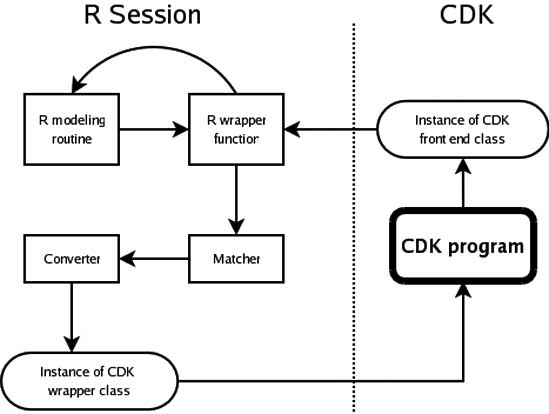 R Session
CDK
R modeling
routine
R wrapper
function
Instance of CDK
front end class
CDK program
Converter
Matcher
Instance of CDK
wrapper class